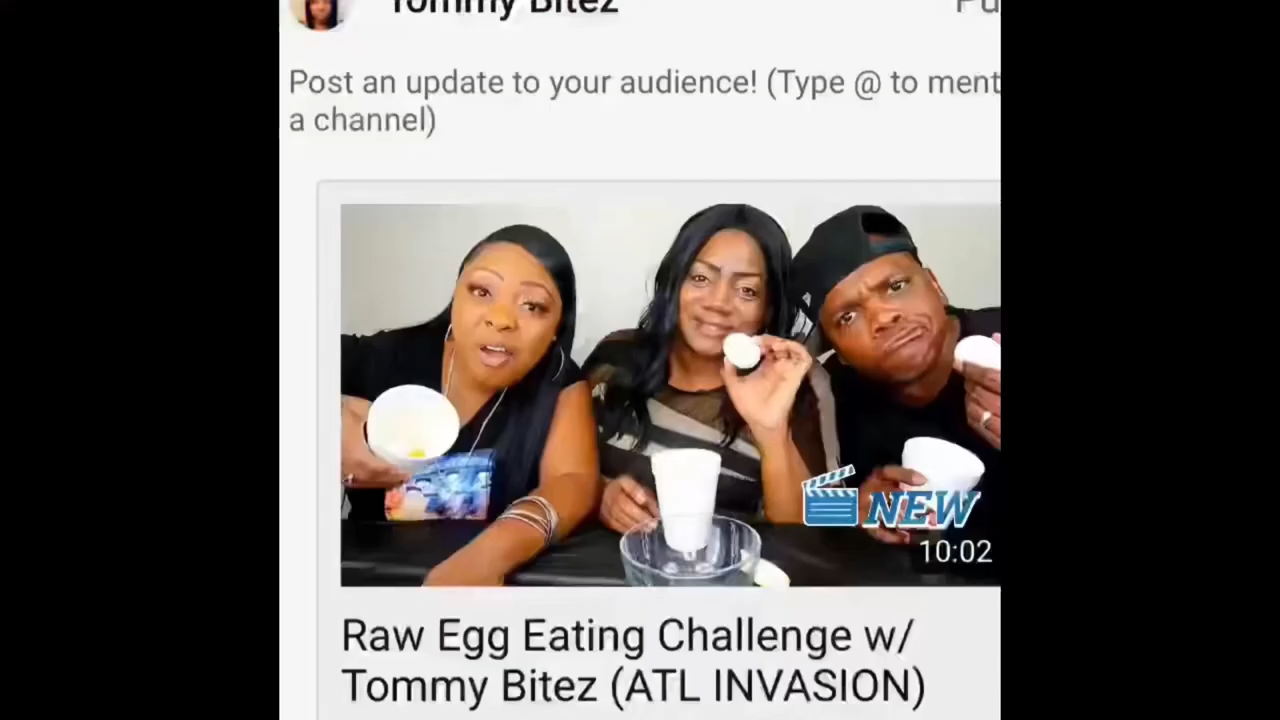 Tommy Bitez
Pu
Post an update to your audience! (Type @ to ment
a channel)
NEW
10:02
Raw Egg Eating Challenge w/
Tommy Bitez (ATL INVASION)